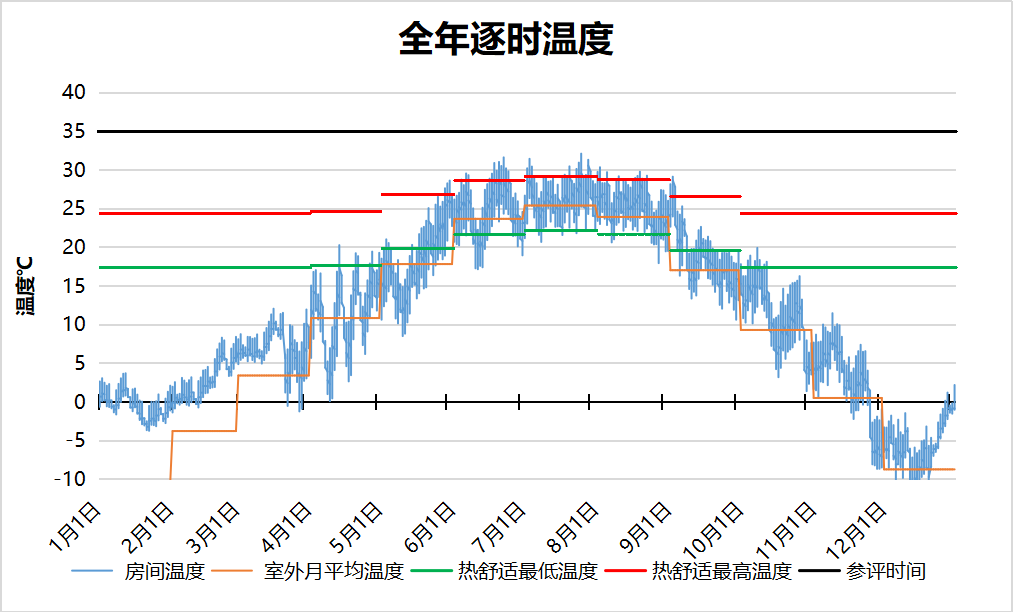 全年逐时温度
温度℃
40
35
30
25
20
15
10
5
0
-5
-10
1月1日
2月1日
3月1日
4月1日
5月1日
6月1日
7月1日
8月1日
9月1日
10月1日
11月1日
12月1日
房间温度 室外月平均温度 热舒适最低温度 热舒适最高温度 参评时间